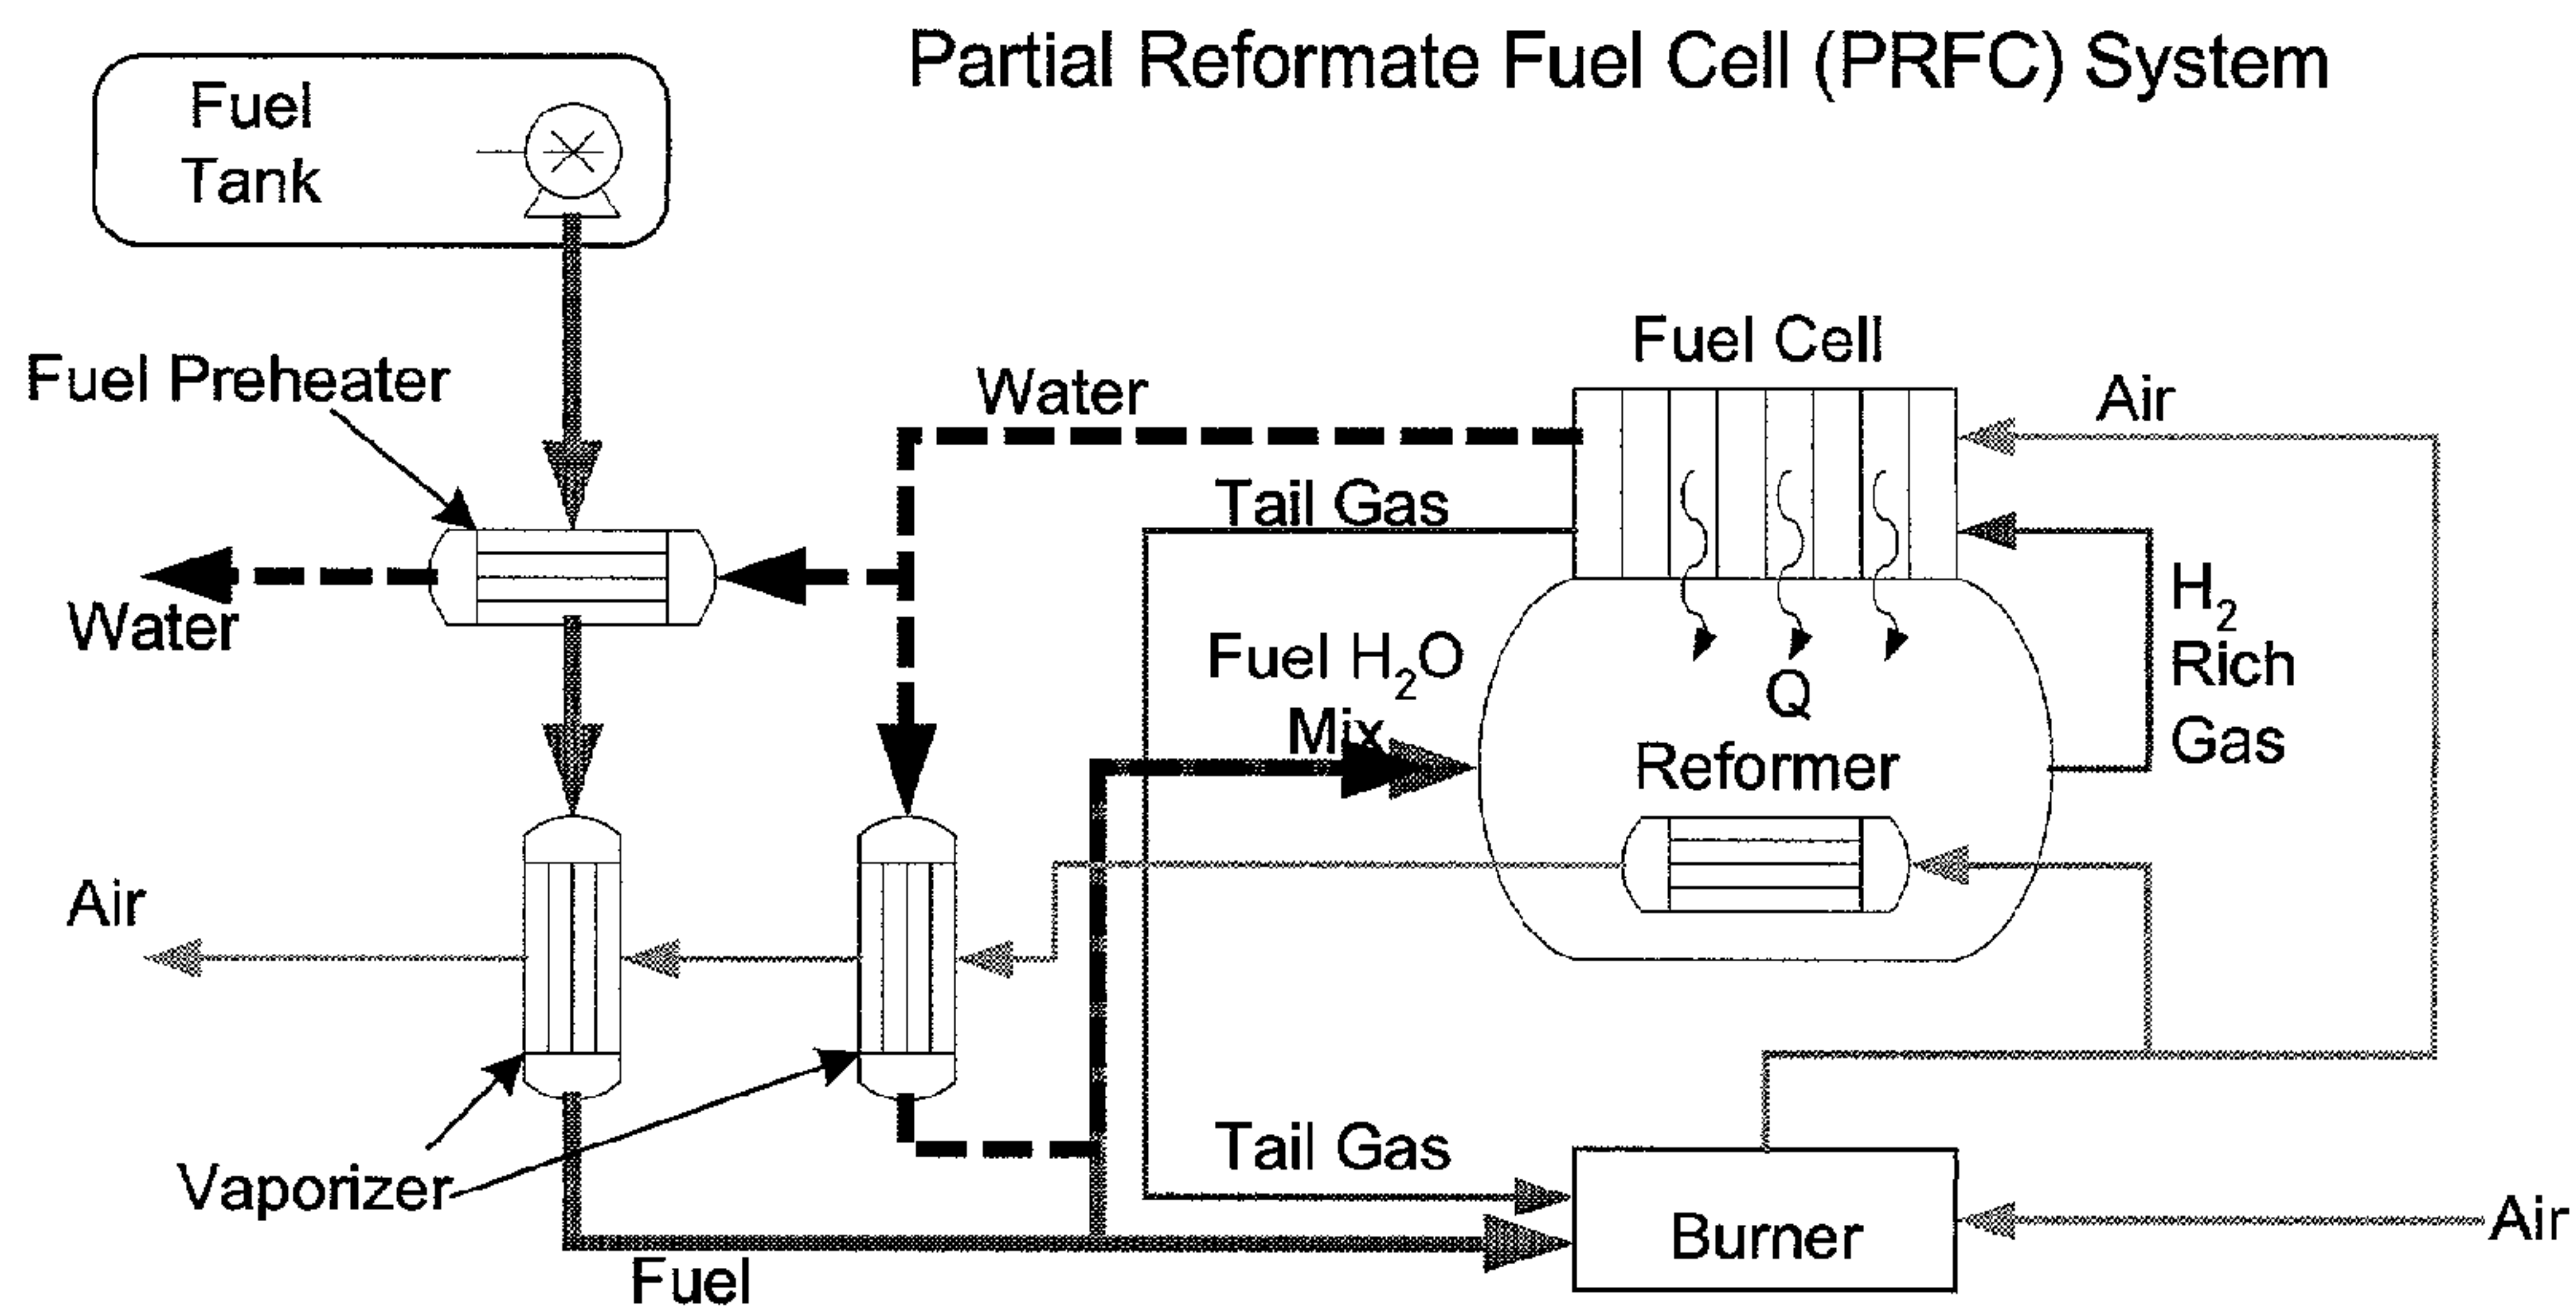 Partial Reformate Fuel Cell (PRFC) System
Fuel
Tank
Fuel Preheater
Water
Fuel Cell
Air
Tail Gas
H₂
Rich
Gas
Water
Fuel H₂O
Mix
Q
Reformer
Air
Tail Gas
Vaporizer
Burner
Air
Fuel